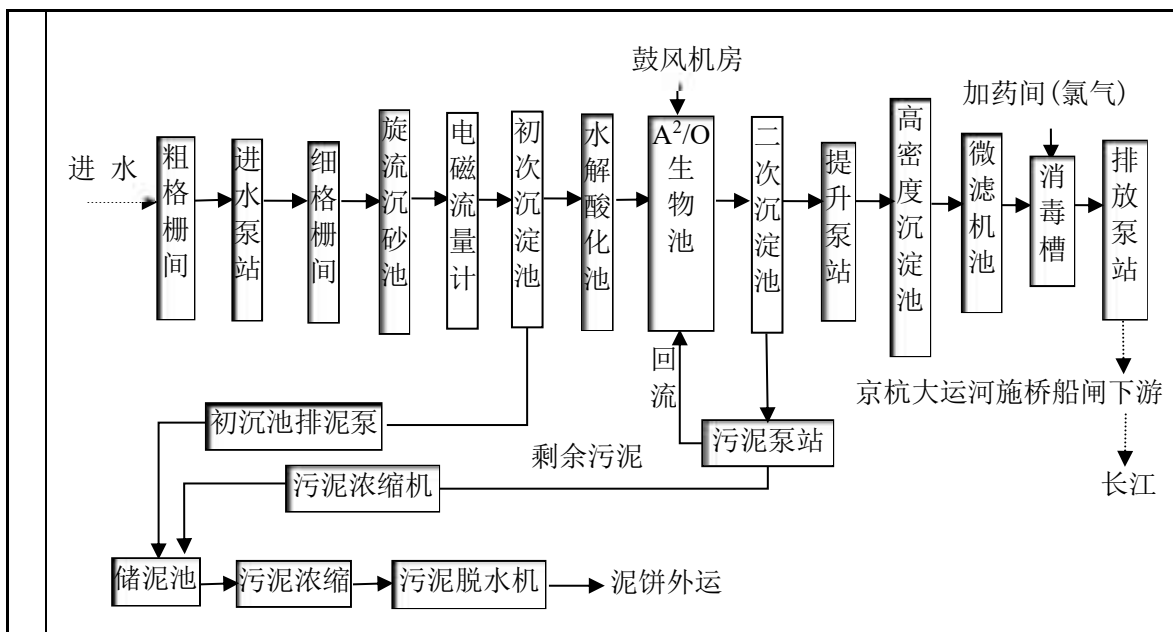 鼓风机房
加药间(氯气)
进 水
粗格栅间
进水泵站
细格栅间
旋流沉砂池
电磁流量计
初次沉淀池
水解酸化池
A²/O
生物池
二次沉淀池
提升泵站
高密度沉淀池
微滤机池
消毒槽
排放泵站
回流
京杭大运河施桥船闸下游
初沉池排泥泵
污泥泵站
剩余污泥
污泥浓缩机
长江
储泥池
污泥浓缩
污泥脱水机
泥饼外运